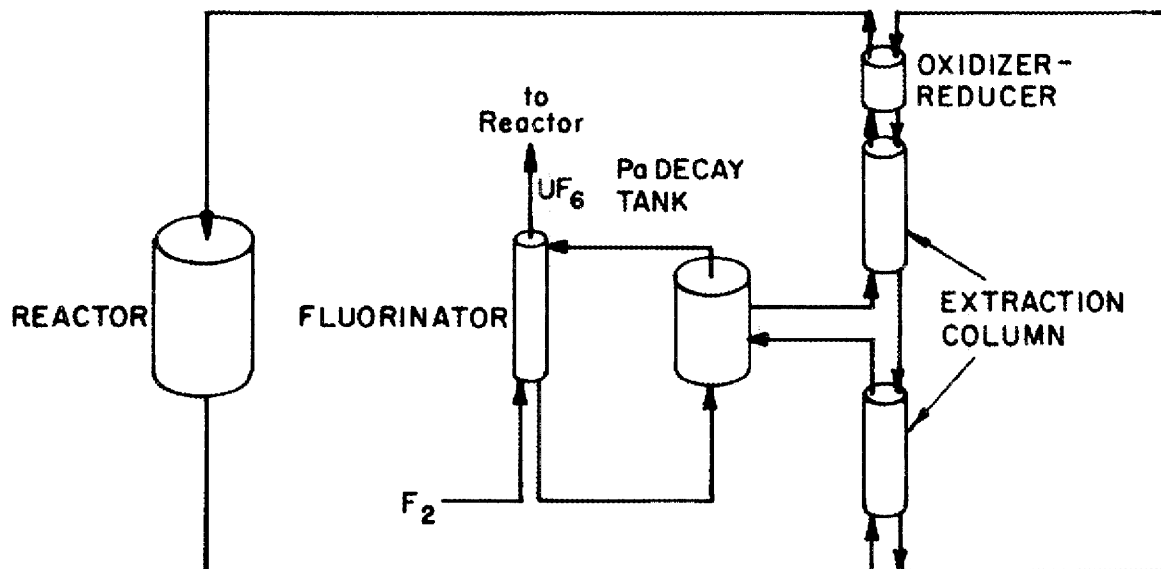 OXIDIZER-
REDUCER
to
Reactor
UF6
Pa DECAY
TANK
REACTOR
FLUORINATOR
EXTRACTION
COLUMN
F2